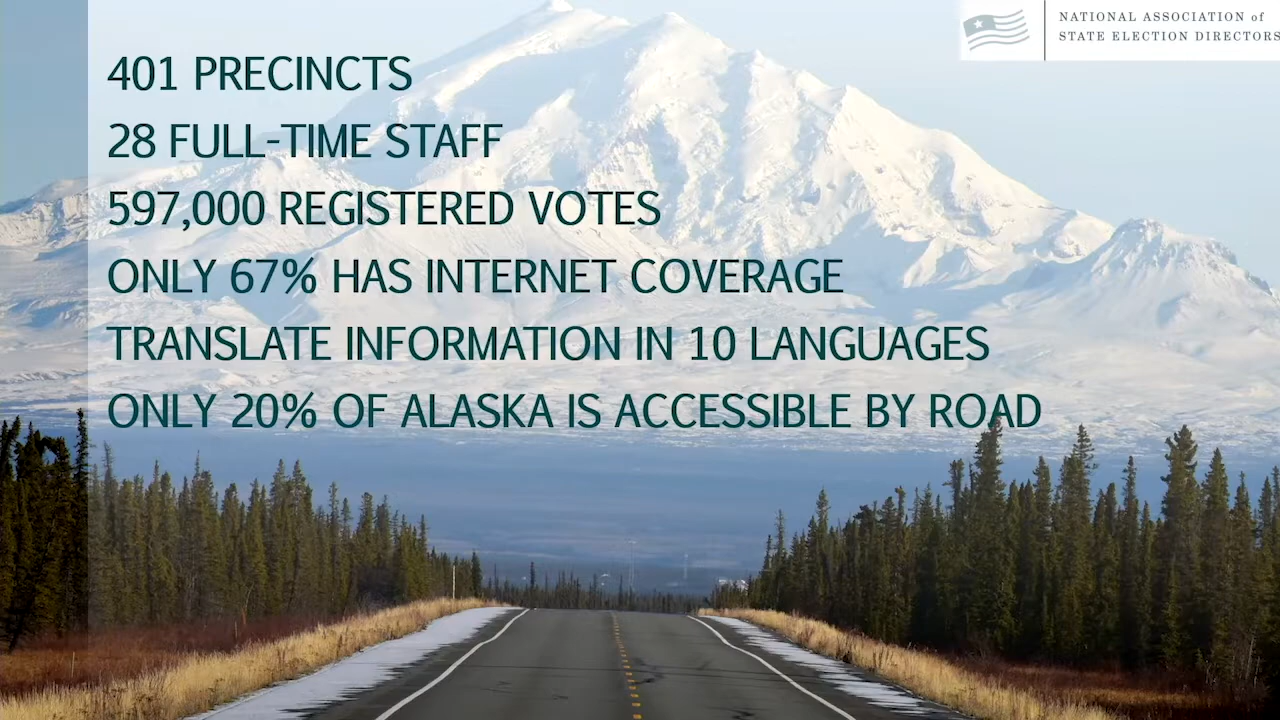 NATIONAL ASSOCIATION of
STATE ELECTION DIRECTORS
401 PRECINCTS
28 FULL-TIME STAFF
597,000 REGISTERED VOTES
ONLY 67% HAS INTERNET COVERAGE
TRANSLATE INFORMATION IN 10 LANGUAGES
ONLY 20% OF ALASKA IS ACCESSIBLE BY ROAD